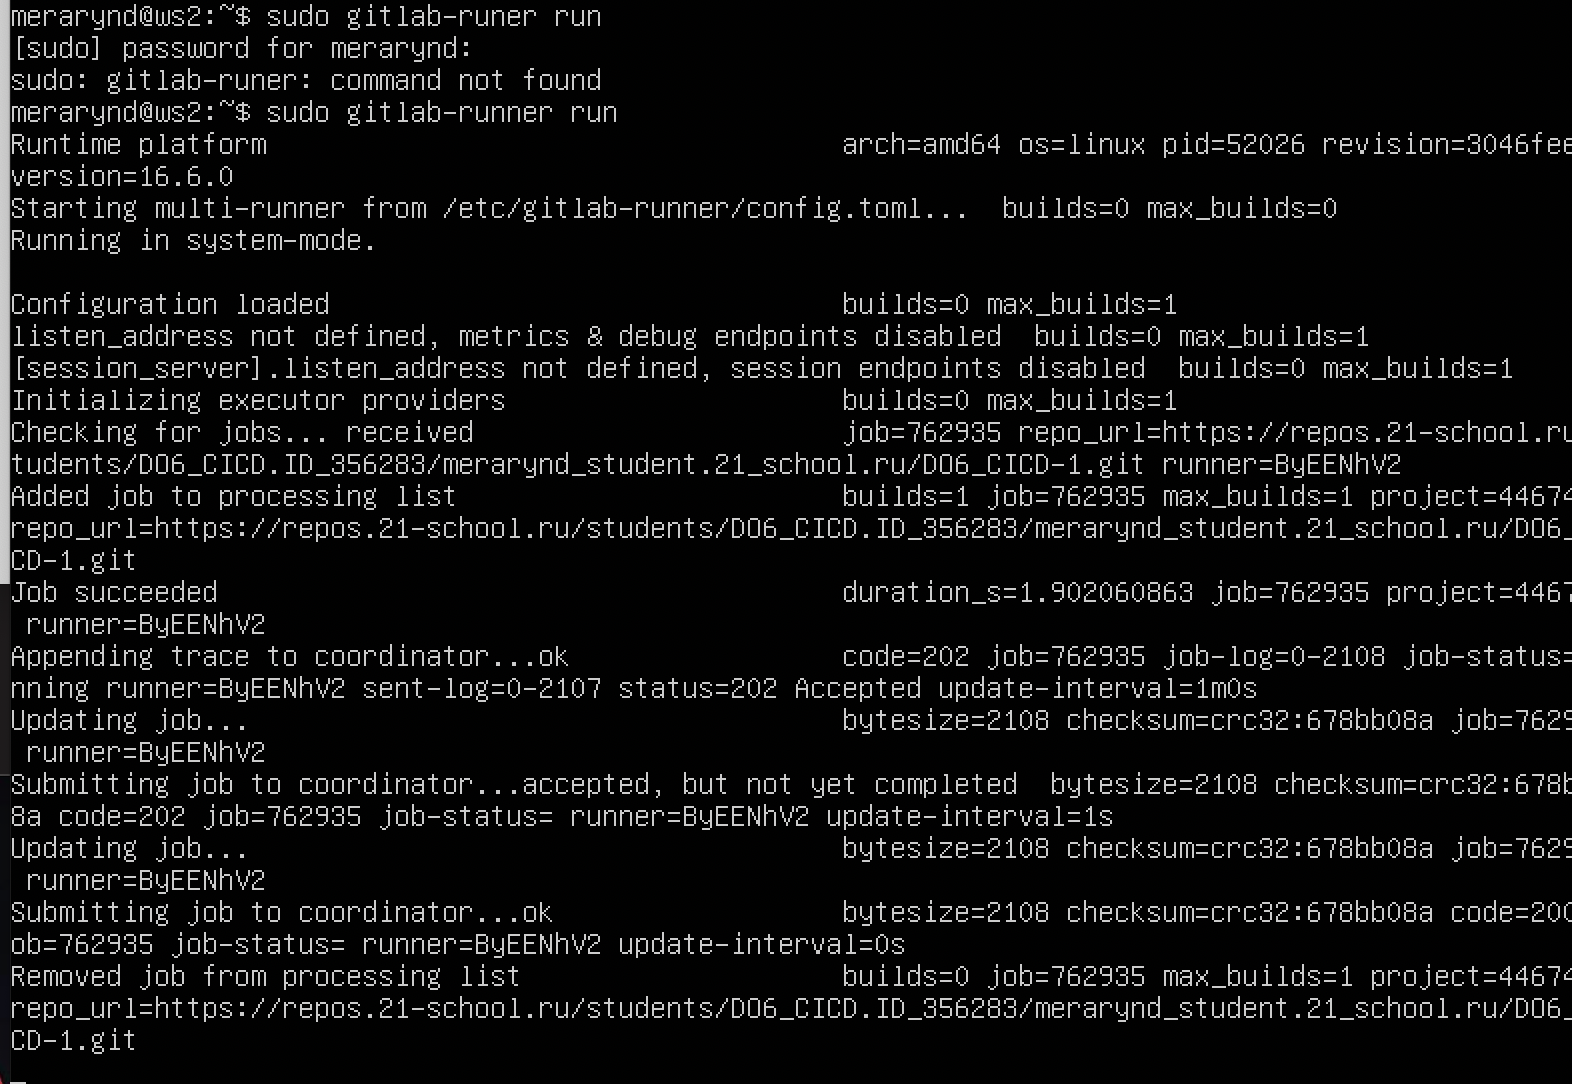 merarynd@ws2:~$ sudo gitlab-runer run
[sudo] password for merarynd:
sudo: gitlab-runer: command not found
merarynd@ws2:~$ sudo gitlab-runner run
Runtime platform                                    arch=amd64 os=linux pid=52026 revision=3046fee
version=16.6.0
Starting multi-runner from /etc/gitlab-runner/config.toml...  builds=0 max_builds=0
Running in system-mode.

Configuration loaded                                builds=0 max_builds=1
listen_address not defined, metrics & debug endpoints disabled  builds=0 max_builds=1
[session_server].listen_address not defined, session endpoints disabled  builds=0 max_builds=1
Initializing executor providers                     builds=0 max_builds=1
Checking for jobs... received                       job=762935 repo_url=https://repos.21-school.ru
tudents/DO6_CICD.ID_356283/merarynd_student.21_school.ru/DO6_CICD-1.git runner=ByEENhV2
Added job to processing list                        builds=1 job=762935 max_builds=1 project=44674
repo_url=https://repos.21-school.ru/students/DO6_CICD.ID_356283/merarynd_student.21_school.ru/DO6_
CD-1.git
Job succeeded                                       duration_s=1.902060863 job=762935 project=4467
 runner=ByEENhV2
Appending trace to coordinator...ok                 code=202 job=762935 job-log=0-2108 job-status=
nning runner=ByEENhV2 sent-log=0-2107 status=202 Accepted update-interval=1m0s
Updating job...                                     bytesize=2108 checksum=crc32:678bb08a job=7629
 runner=ByEENhV2
Submitting job to coordinator...accepted, but not yet completed  bytesize=2108 checksum=crc32:678b
8a code=202 job=762935 job-status= runner=ByEENhV2 update-interval=1s
Updating job...                                     bytesize=2108 checksum=crc32:678bb08a job=7629
 runner=ByEENhV2
Submitting job to coordinator...ok                  bytesize=2108 checksum=crc32:678bb08a code=200
ob=762935 job-status= runner=ByEENhV2 update-interval=0s
Removed job from processing list                    builds=0 job=762935 max_builds=1 project=44674
repo_url=https://repos.21-school.ru/students/DO6_CICD.ID_356283/merarynd_student.21_school.ru/DO6_
CD-1.git